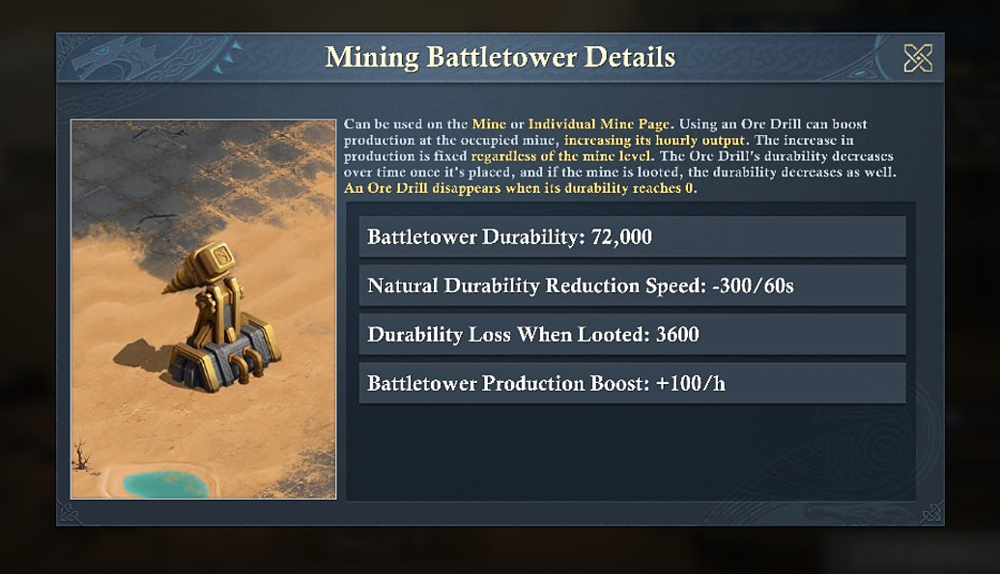 Mining Battletower Details
Can be used on the Mine or Individual Mine Page. Using an Ore Drill can boost
production at the occupied mine, increasing its hourly output. The increase in
production is fixed regardless of the mine level. The Ore Drill's durability decreases
over time once it's placed, and if the mine is looted, the durability decreases as well.
An Ore Drill disappears when its durability reaches 0.
Battletower Durability: 72,000
Natural Durability Reduction Speed: -300/60s
Durability Loss When Looted: 3600
Battletower Production Boost: +100/h